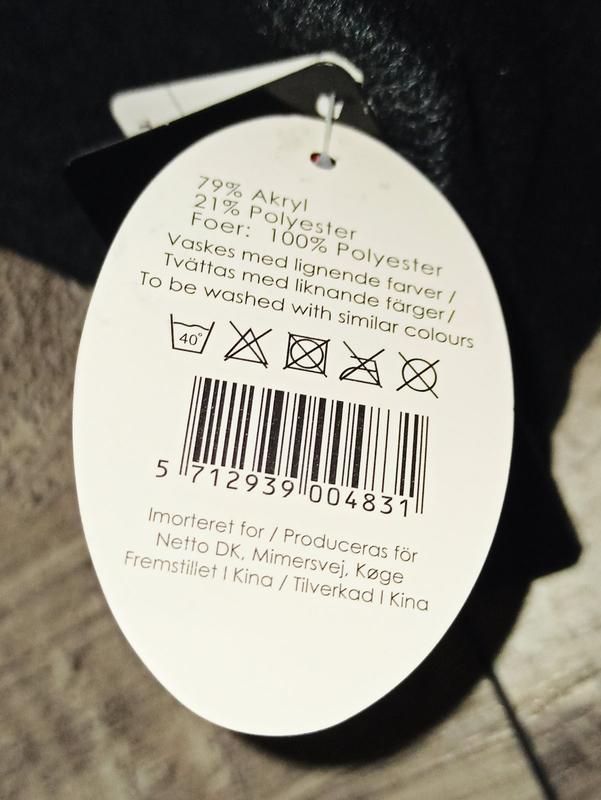 79% Akryl
21% Polyester
Foer: 100% Polyester
Vaskes med lignende farver /
Tvättas med liknande färger/
To be washed with similar colours
40°
5 712939 004831
Imorteret for / Produceras för
Netto DK, Mimersvej, Køge
Fremstillet I Kina / Tilverkad I Kina